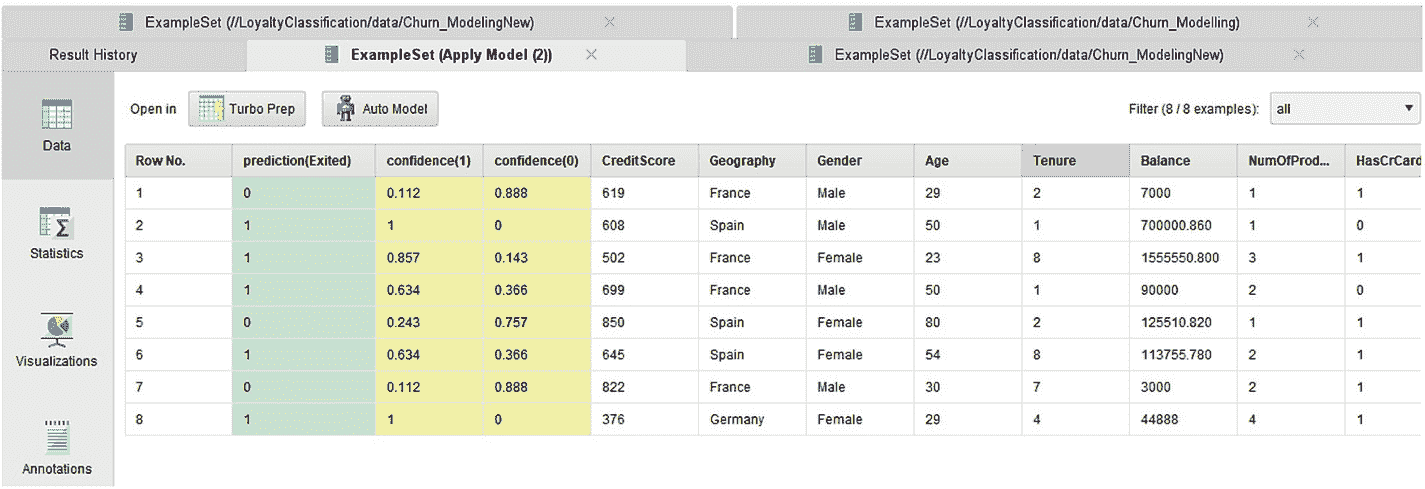 ExampleSet (//LoyaltyClassification/data/Churn_ModelingNew) ExampleSet (//LoyaltyClassification/data/Churn_Modelling)
Result History ExampleSet (Apply Model (2)) ExampleSet (//LoyaltyClassification/data/Churn_ModelingNew)
Open in Turbo Prep Auto Model Filter (8 / 8 examples): all
Data
Statistics
Visualizations
Annotations
Row No. prediction(Exited) confidence(1) confidence(0) CreditScore Geography Gender Age Tenure Balance NumOfProd... HasCrCard
1 0 0.112 0.888 619 France Male 29 2 7000 1 1
2 1 1 0 608 Spain Male 50 1 700000.860 1 0
3 1 0.857 0.143 502 France Female 23 8 1555550.800 3 1
4 1 0.634 0.366 699 France Male 50 1 90000 2 0
5 0 0.243 0.757 850 Spain Female 80 2 125510.820 1 1
6 1 0.634 0.366 645 Spain Female 54 8 113755.780 2 1
7 0 0.112 0.888 822 France Male 30 7 3000 2 1
8 1 1 0 376 Germany Female 29 4 44888 4 1